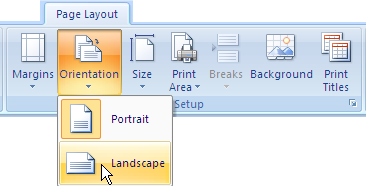 Page Layout
Margins Orientation Size Print Area Breaks Background Print Titles
Setup
Portrait
Landscape